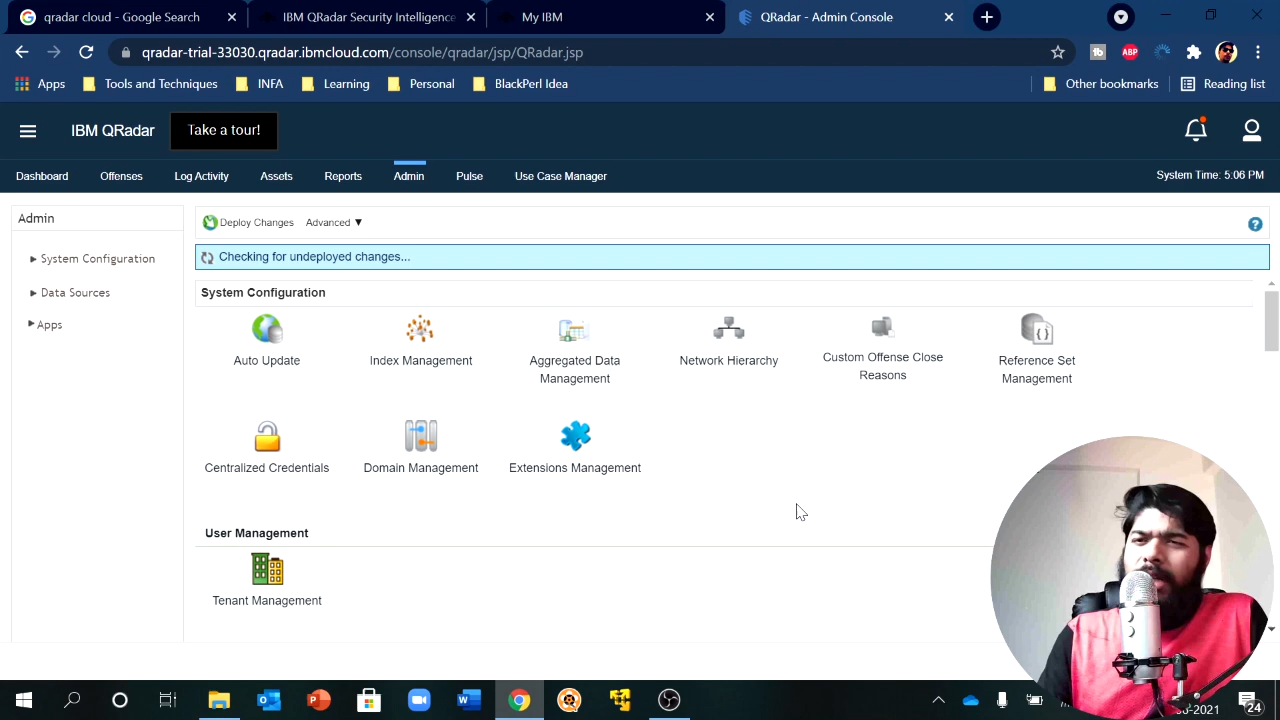 qradar cloud - Google Search
IBM QRadar Security Intelligence
My IBM
QRadar - Admin Console
qradar-trial-33030.qradar.ibmcloud.com/console/qradar/jsp/QRadar.jsp
tb
ABP
Apps
Tools and Techniques
INFA
Learning
Personal
BlackPerl Idea
Other bookmarks
Reading list
IBM QRadar
Take a tour!
Dashboard
Offenses
Log Activity
Assets
Reports
Admin
Pulse
Use Case Manager
System Time: 5:06 PM
Admin
System Configuration
Data Sources
Apps
Deploy Changes
Advanced
Checking for undeployed changes...
System Configuration
Auto Update
Index Management
Aggregated Data
Management
Network Hierarchy
Custom Offense Close
Reasons
Reference Set
Management
Centralized Credentials
Domain Management
Extensions Management
User Management
Tenant Management
24